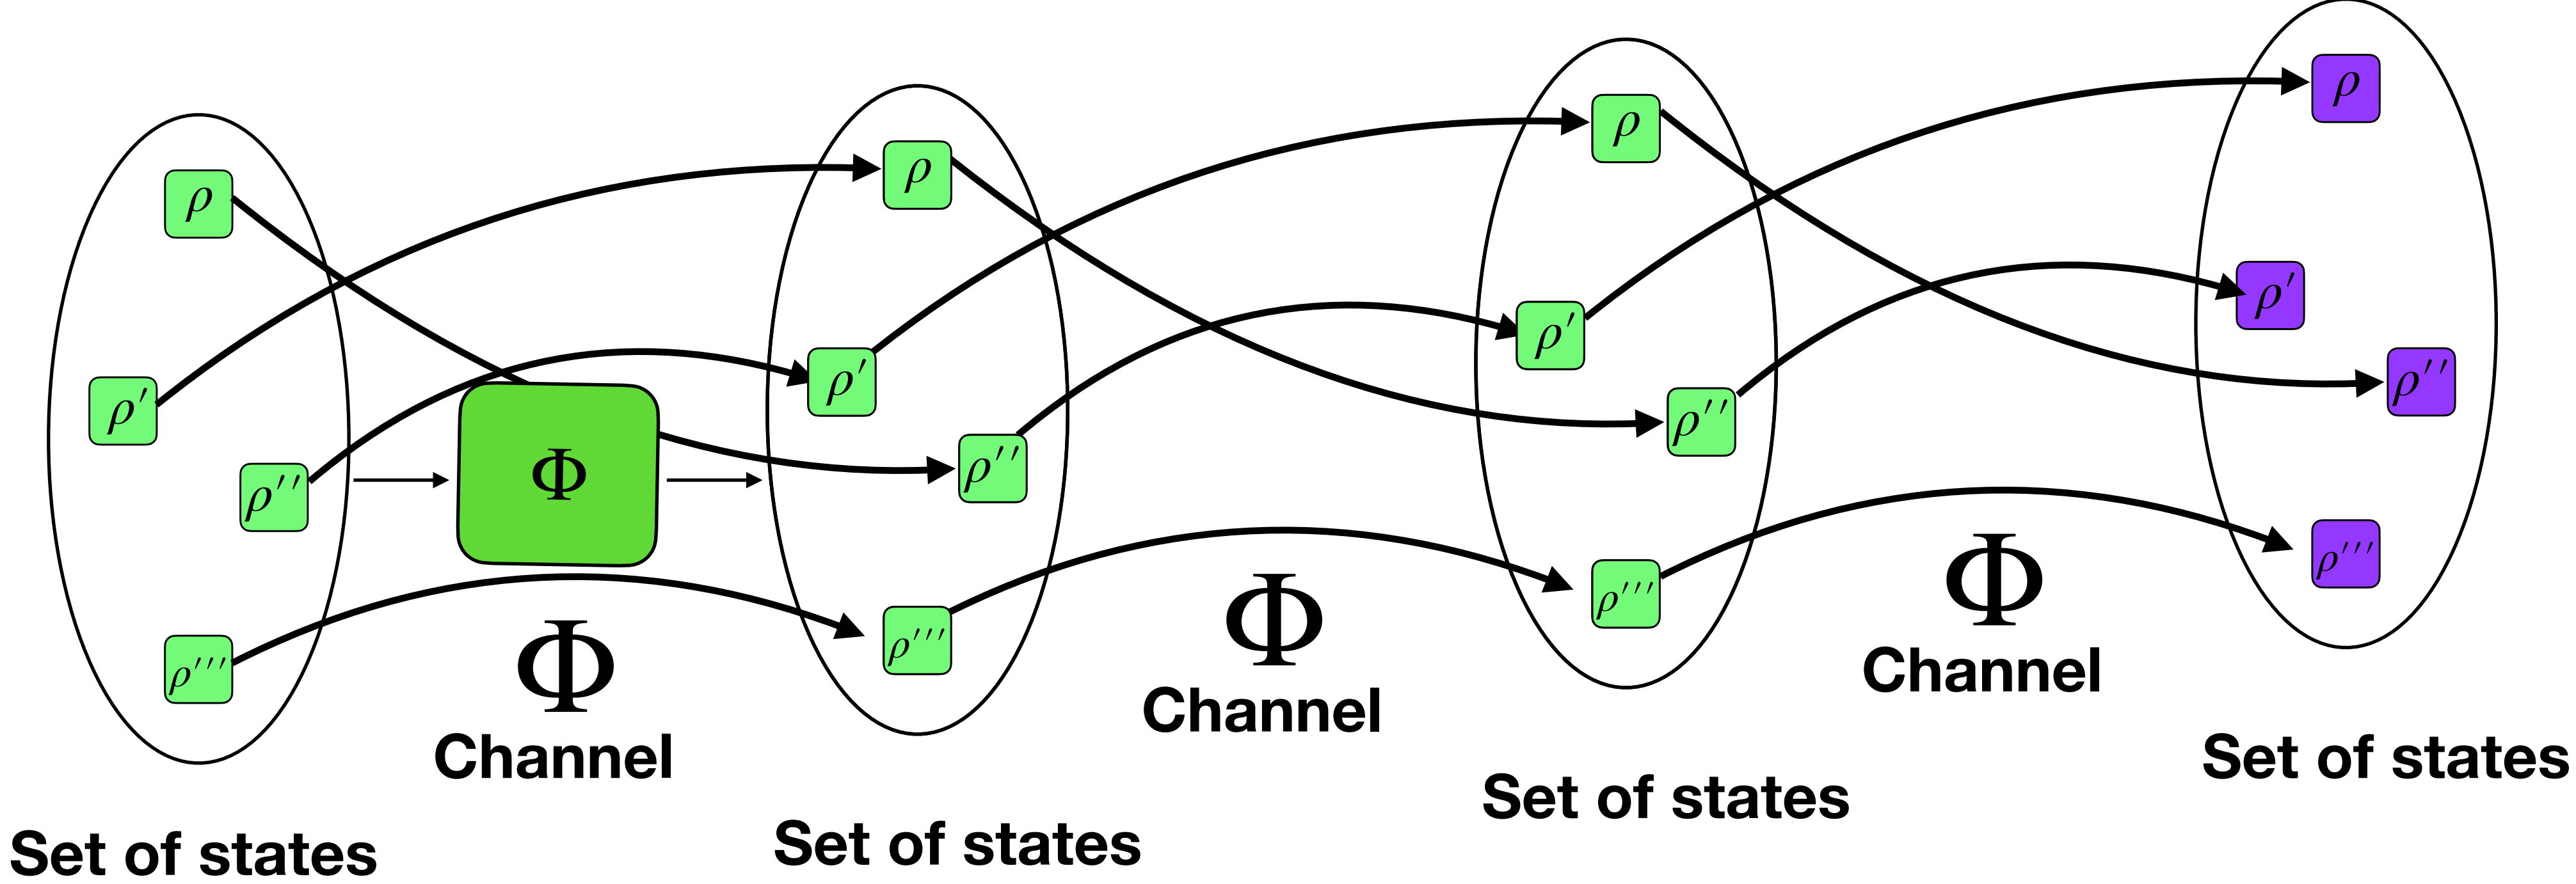 ρ
ρ′
ρ′′
ρ′′′
Φ
Φ
Channel
Set of states
ρ
ρ′
ρ′′
ρ′′′
Φ
Channel
Set of states
ρ
ρ′
ρ′′
ρ′′′
Φ
Channel
Set of states
ρ
ρ′
ρ′′
ρ′′′
Set of states